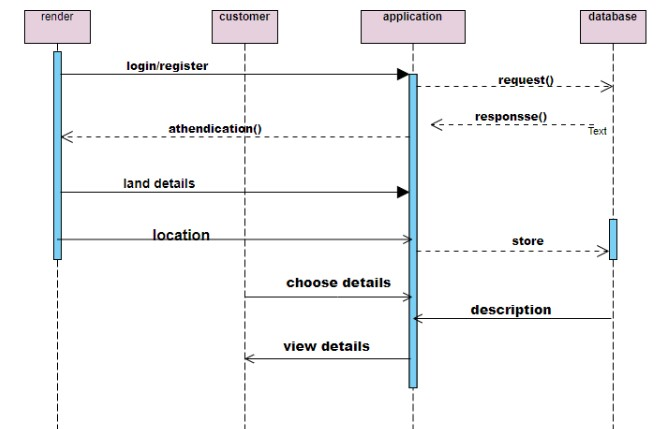 render customer application database
login/register
request()
responsse()
athendication()
Text
land details
location
store
choose details
description
view details